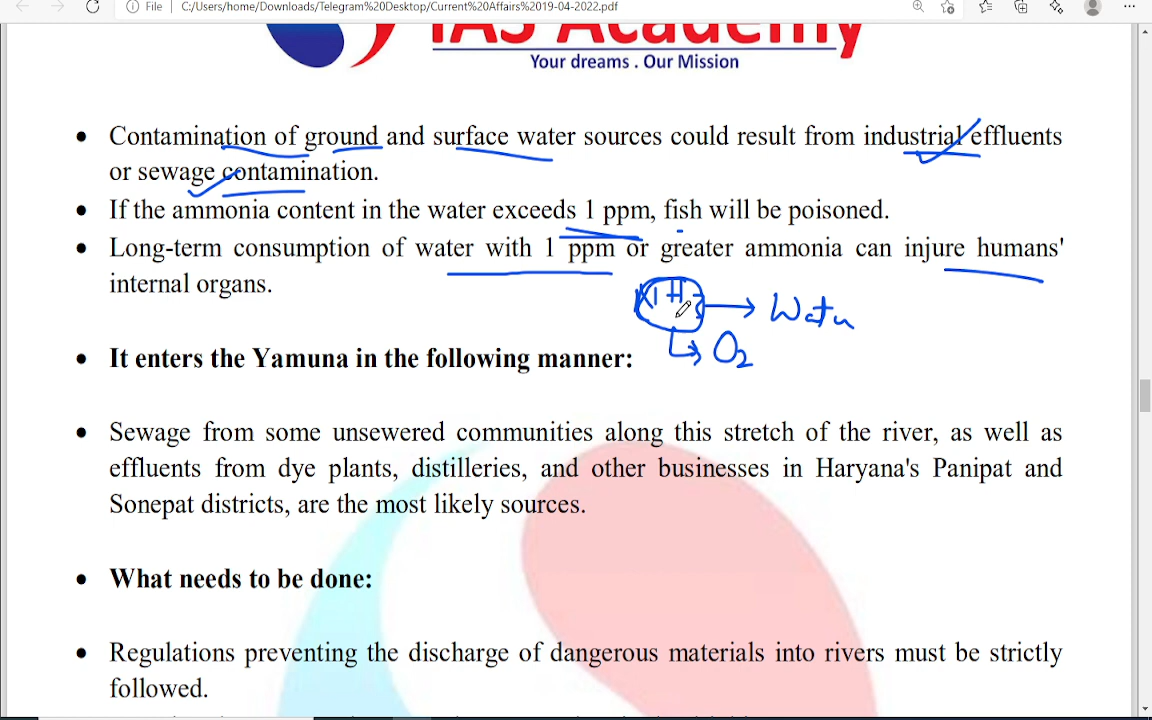 File
C:/Users/home/Downloads/Telegram%20Desktop/Current%20Affairs%2019-04-2022.pdf
IAS Academy
Your dreams . Our Mission
• Contamination of ground and surface water sources could result from industrial effluents
or sewage contamination.
• If the ammonia content in the water exceeds 1 ppm, fish will be poisoned.
• Long-term consumption of water with 1 ppm or greater ammonia can injure humans'
internal organs.
NH3 → Water
O2
• It enters the Yamuna in the following manner:
• Sewage from some unsewered communities along this stretch of the river, as well as
effluents from dye plants, distilleries, and other businesses in Haryana's Panipat and
Sonepat districts, are the most likely sources.
• What needs to be done:
• Regulations preventing the discharge of dangerous materials into rivers must be strictly
followed.